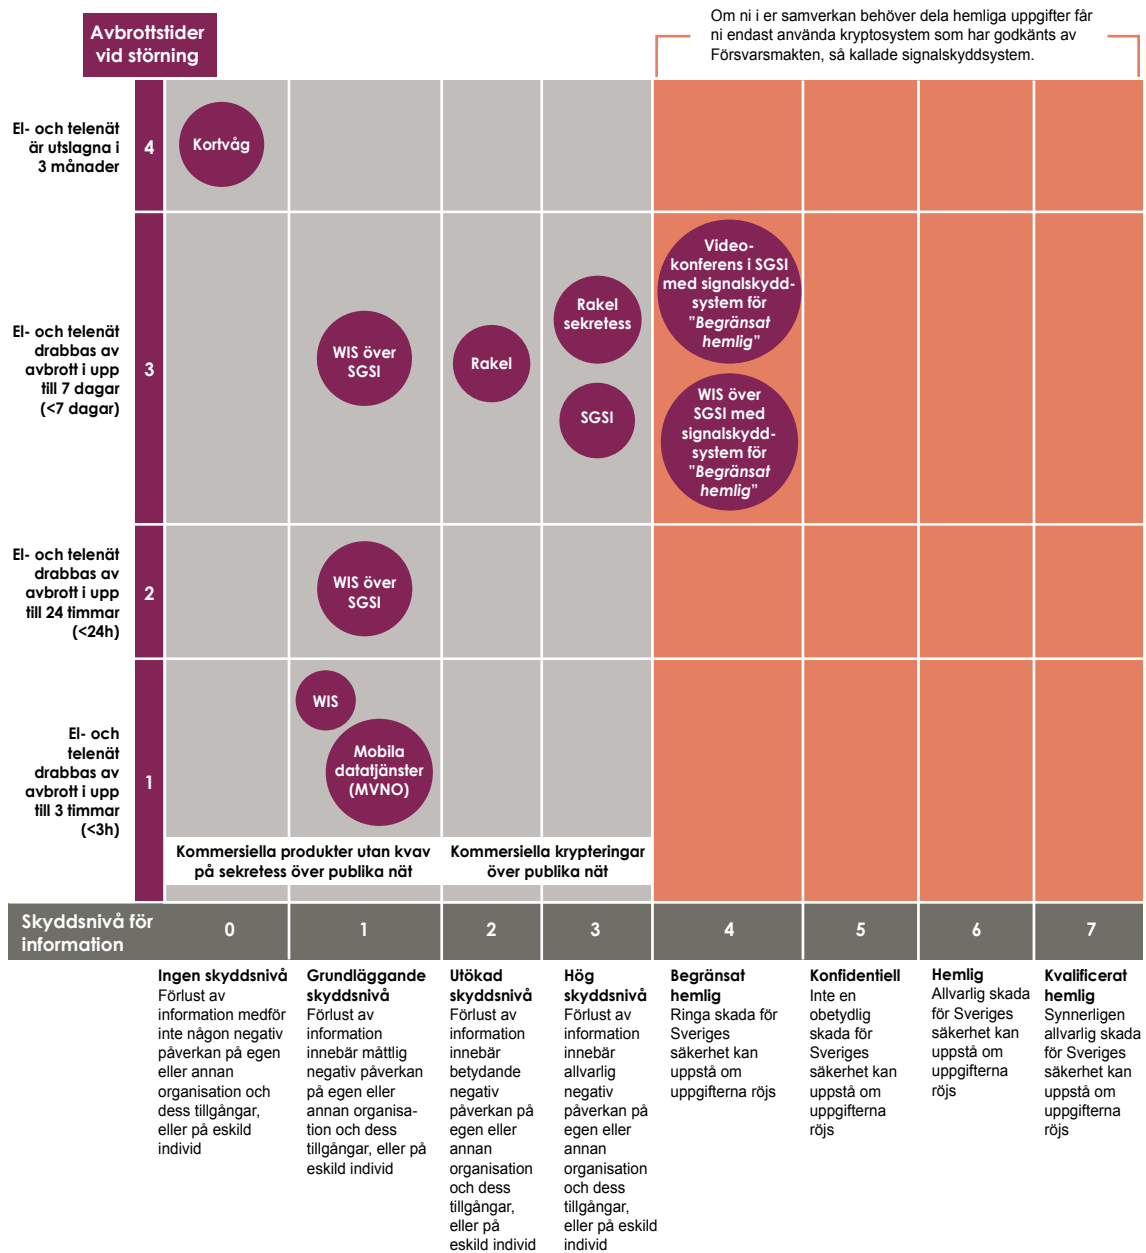 Avbrottstider
vid störning
Om ni i er samverkan behöver dela hemliga uppgifter får
ni endast använda kryptosystem som har godkänts av
Försvarsmakten, så kallade signalskyddsystem.
El- och telenät
är utslagna i
3 månader
4
Kortvåg
El- och telenät
drabbas av
avbrott i upp
till 7 dagar
(<7 dagar)
3
WIS över
SGSI
Rakel
Rakel
sekretess
SGSI
Video-
konferens i SGSI
med signalskydd-
system för
"Begränsat
hemlig"
WIS över
SGSI med
signalskydd-
system för
"Begränsat
hemlig"
El- och telenät
drabbas av
avbrott i upp
till 24 timmar
(<24h)
2
WIS över
SGSI
El- och
telenät
drabbas av
avbrott i upp
till 3 timmar
(<3h)
1
WIS
Mobila
datatjänster
(MVNO)
Kommersiella produkter utan kvav
på sekretess över publika nät
Kommersiella krypteringar
över publika nät
Skyddsnivå för
information
0
1
2
3
4
5
6
7
Ingen skyddsnivå
Förlust av
information medför
inte någon negativ
påverkan på egen
eller annan
organisation och
dess tillgångar,
eller på eskild
individ
Grundläggande
skyddsnivå
Förlust av
information
innebär måttlig
negativ påverkan
på egen eller
annan organisa-
tion och dess
tillgångar, eller på
eskild individ
Utökad
skyddsnivå
Förlust av
information
innebär
betydande
negativ
påverkan på
egen eller
annan
organisation
och dess
tillgångar,
eller på
eskild individ
Hög
skyddsnivå
Förlust av
information
innebär
allvarlig
negativ
påverkan på
egen eller
annan
organisation
och dess
tillgångar,
eller på eskild
individ
Begränsat
hemlig
Ringa skada för
Sveriges
säkerhet kan
uppstå om
uppgifterna röjs
Konfidentiell
Inte en
obetydlig
skada för
Sveriges
säkerhet kan
uppstå om
uppgifterna
röjs
Hemlig
Allvarlig skada
för Sveriges
säkerhet kan
uppstå om
uppgifterna
röjs
Kvalificerat
hemlig
Synnerligen
allvarlig skada
för Sveriges
säkerhet kan
uppstå om
uppgifterna
röjs